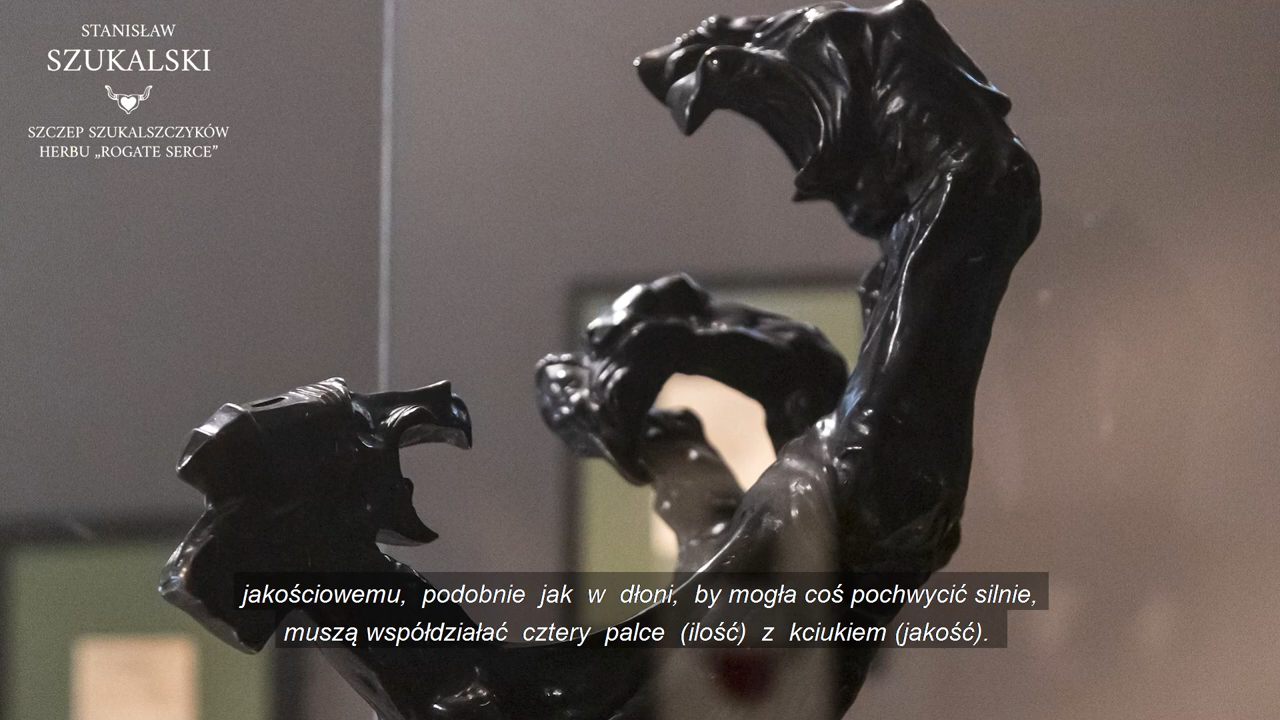 STANISŁAW
SZUKALSKI
SZCZEP SZUKALSZCZYKÓW
HERBU „ROGATE SERCE”
jakościowemu, podobnie jak w dłoni, by mogła coś pochwycić silnie,
muszą współdziałać cztery palce (ilość) z kciukiem (jakość).